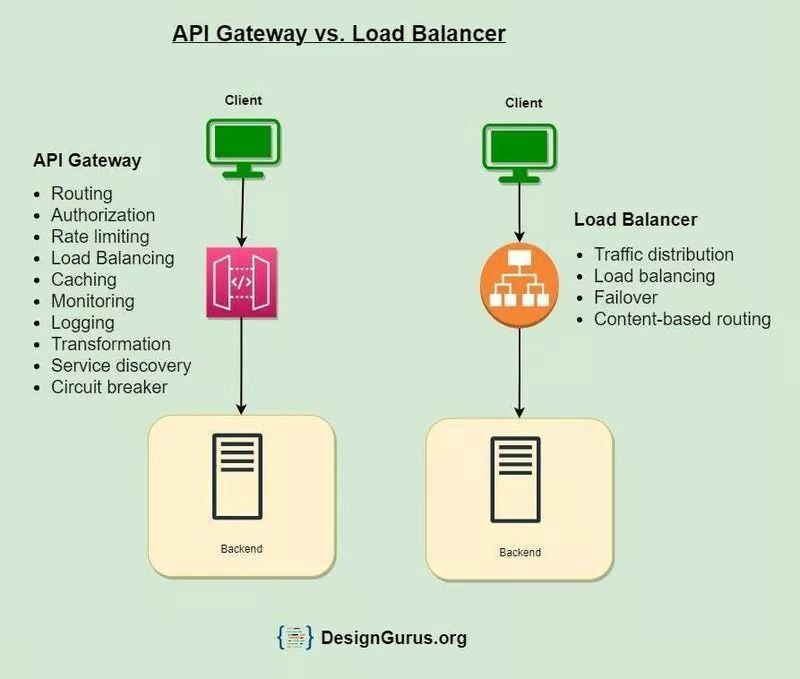 API Gateway vs. Load Balancer
Client
API Gateway
Routing
Authorization
Rate limiting
Load Balancing
Caching
Monitoring
Logging
Transformation
Service discovery
Circuit breaker
</>
Backend
Client
Load Balancer
Traffic distribution
Load balancing
Failover
Content-based routing
Backend
DesignGurus.org